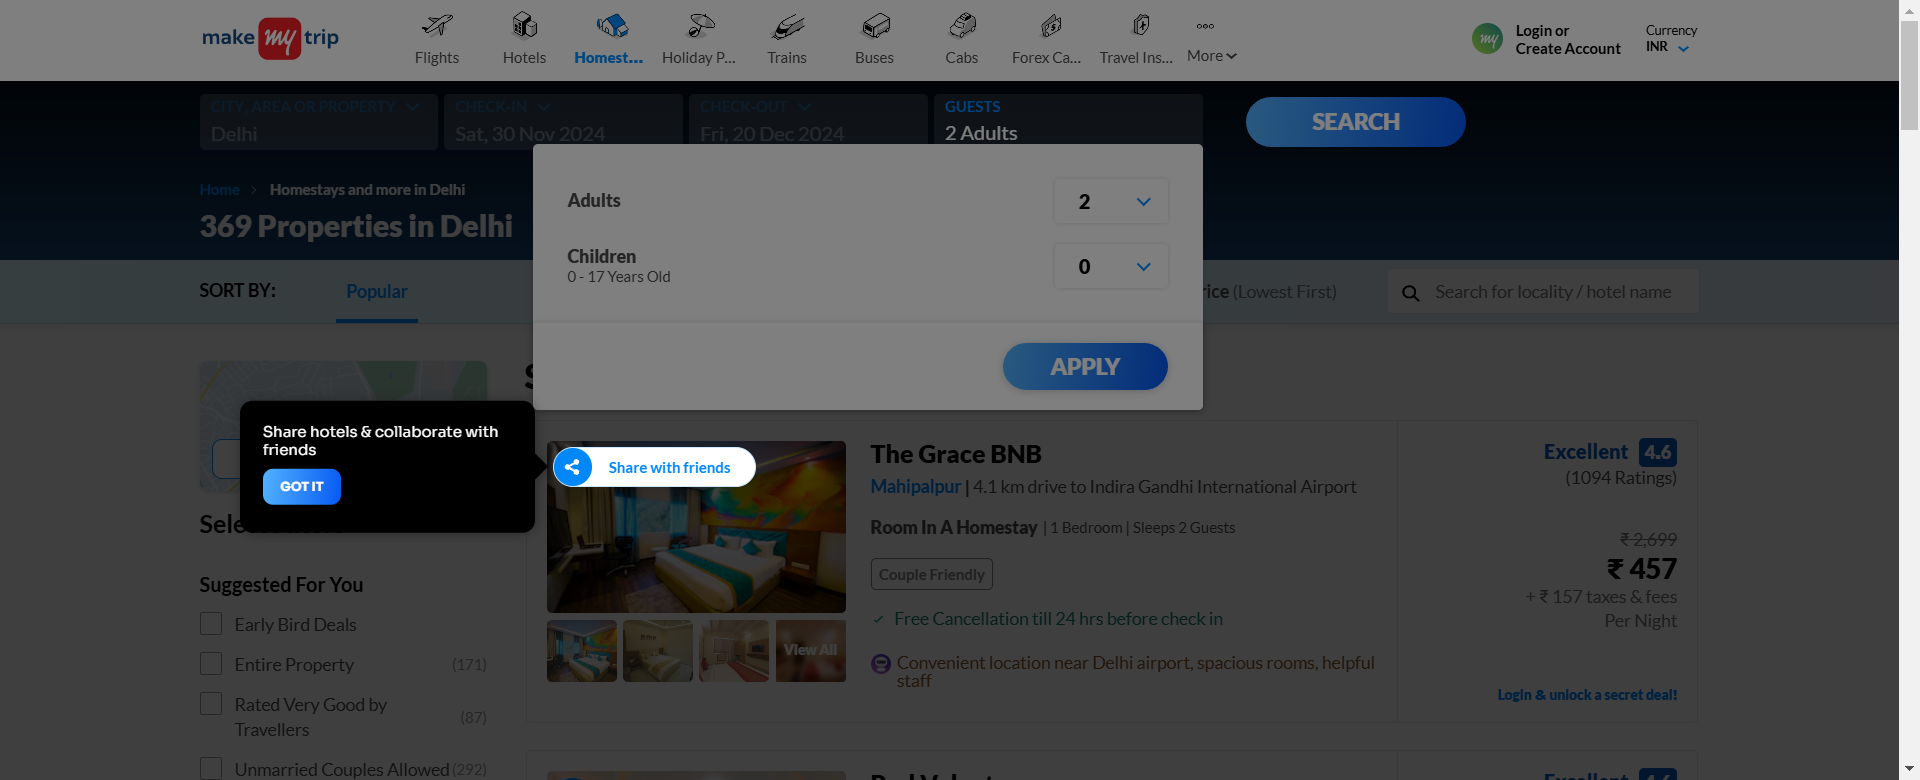 make my trip
Flights
Hotels
Homest...
Holiday P...
Trains
Buses
Cabs
Forex Ca...
Travel Ins...
More
my
Login or
Create Account
Currency
INR
CITY, AREA OR PROPERTY
Delhi
CHECK-IN
Sat, 30 Nov 2024
CHECK-OUT
Fri, 20 Dec 2024
GUESTS
2 Adults
SEARCH
Home > Homestays and more in Delhi
369 Properties in Delhi
Adults
2
Children
0 - 17 Years Old
0
APPLY
SORT BY:
Popular
rice (Lowest First)
Search for locality / hotel name
S
Share hotels & collaborate with
friends
GOT IT
Share with friends
Sele
Suggested For You
Early Bird Deals
Entire Property
(171)
Rated Very Good by
Travellers
(87)
Unmarried Couples Allowed
(292)
View All
The Grace BNB
Mahipalpur | 4.1 km drive to Indira Gandhi International Airport
Room In A Homestay | 1 Bedroom | Sleeps 2 Guests
Couple Friendly
Free Cancellation till 24 hrs before check in
Convenient location near Delhi airport, spacious rooms, helpful
staff
Excellent 4.6
(1094 Ratings)
₹ 2,699
₹ 457
+ ₹ 157 taxes & fees
Per Night
Login & unlock a secret deal!